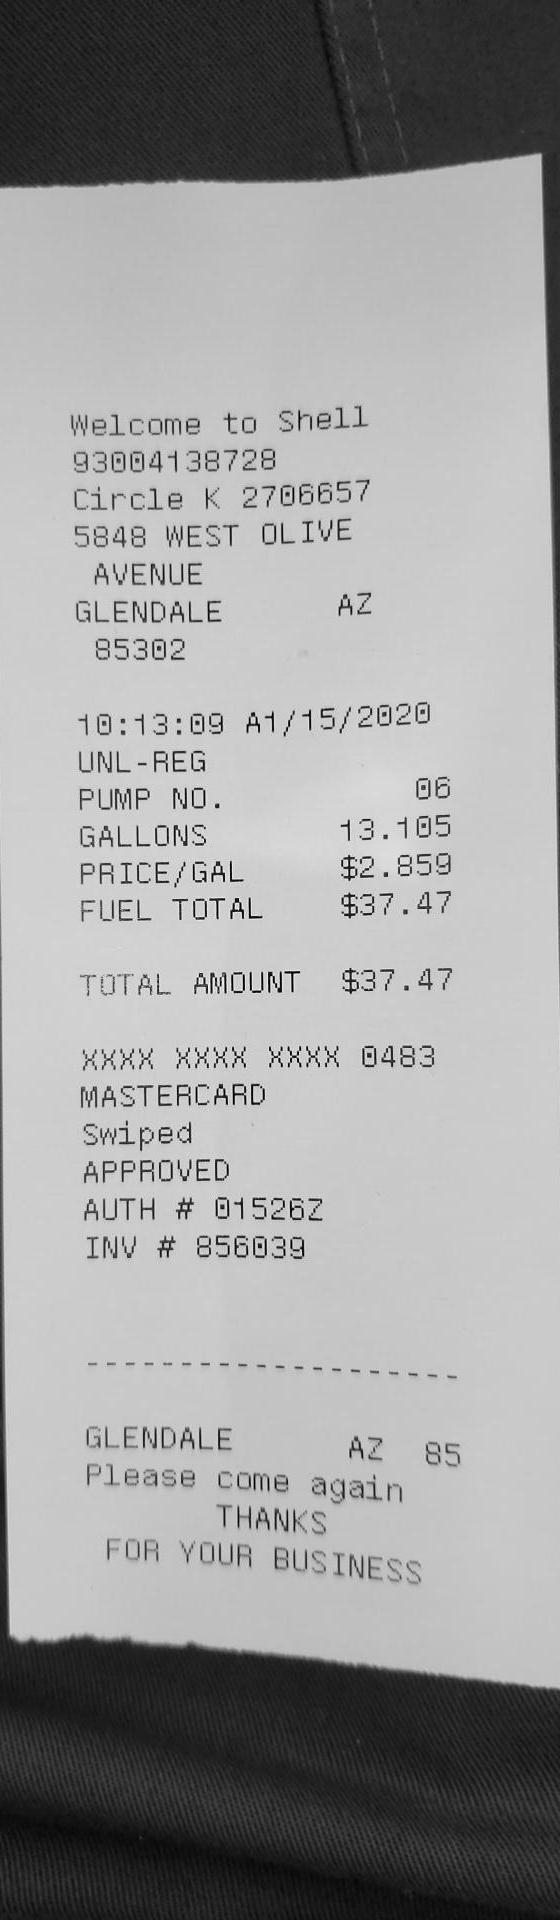 Welcome to Shell
93004138728
Circle K 2706657
5848 WEST OLIVE
AVENUE
GLENDALE AZ
85302
10:13:09 A1/15/2020
UNL-REG
PUMP NO. 06
GALLONS 13.105
PRICE/GAL $2.859
FUEL TOTAL $37.47
TOTAL AMOUNT $37.47
XXXX XXXX XXXX 0483
MASTERCARD
Swiped
APPROVED
AUTH # 01526Z
INV # 856039
--------------------
GLENDALE AZ 85
Please come again
THANKS
FOR YOUR BUSINESS